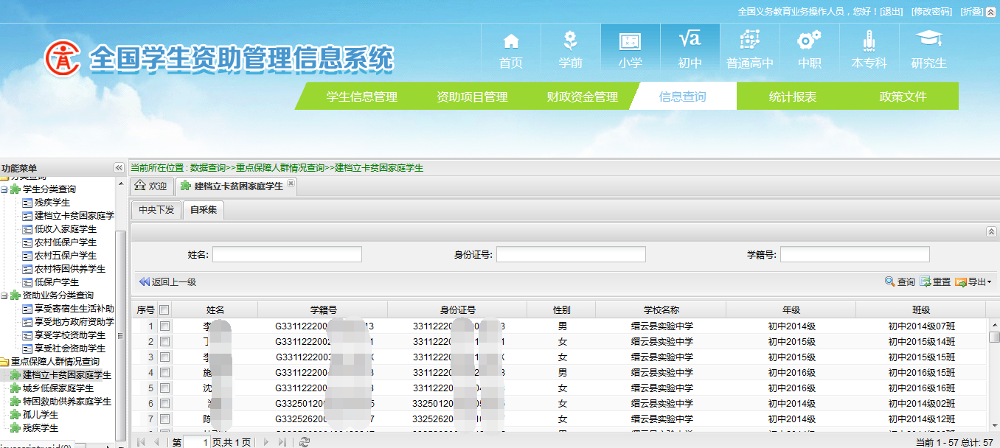 全国义务教育业务操作人员，您好！[退出] [修改密码] [折叠]
全国学生资助管理信息系统
首页 学前 小学 初中 普通高中 中职 本专科 研究生
学生信息管理 资助项目管理 财政资金管理 信息查询 统计报表 政策文件
功能菜单
分类查询
学生分类查询
残疾学生
建档立卡贫困家庭学
低收入家庭学生
农村低保户学生
农村五保户学生
农村特困供养学生
低保户学生
资助业务分类查询
享受寄宿生生活补助
享受地方政府资助学
享受学校资助学生
享受社会资助学生
重点保障人群情况查询
建档立卡贫困家庭学生
城乡低保家庭学生
特困救助供养家庭学生
孤儿学生
残疾学生
当前所在位置 : 数据查询>>重点保障人群情况查询>>建档立卡贫困家庭学生
欢迎 建档立卡贫困家庭学生
中央下发 自采集
姓名: 身份证号: 学籍号:
返回上一级 查询 重置 导出
序号 姓名 学籍号 身份证号 性别 学校名称 年级 班级
1 李 G331122200 13 33112220 3 男 缙云县实验中学 初中2014级 初中2014级07班
2 丁 G331122200 1 33112220 1 女 缙云县实验中学 初中2015级 初中2015级14班
3 李 G331122200 X 33112220 X 女 缙云县实验中学 初中2015级 初中2015级15班
4 施 G331122200 3 33112220 3 男 缙云县实验中学 初中2016级 初中2016级15班
5 沈 G331122200 3 33112220 女 缙云县实验中学 初中2016级 初中2016级16班
6 G33250120 5 33250120 女 缙云县实验中学 初中2014级 初中2014级02班
7 陈 G33252620 7 33252620 女 缙云县实验中学 初中2014级 初中2014级12班
第 1 页,共 1 页
当前 1 - 57 总计: 57